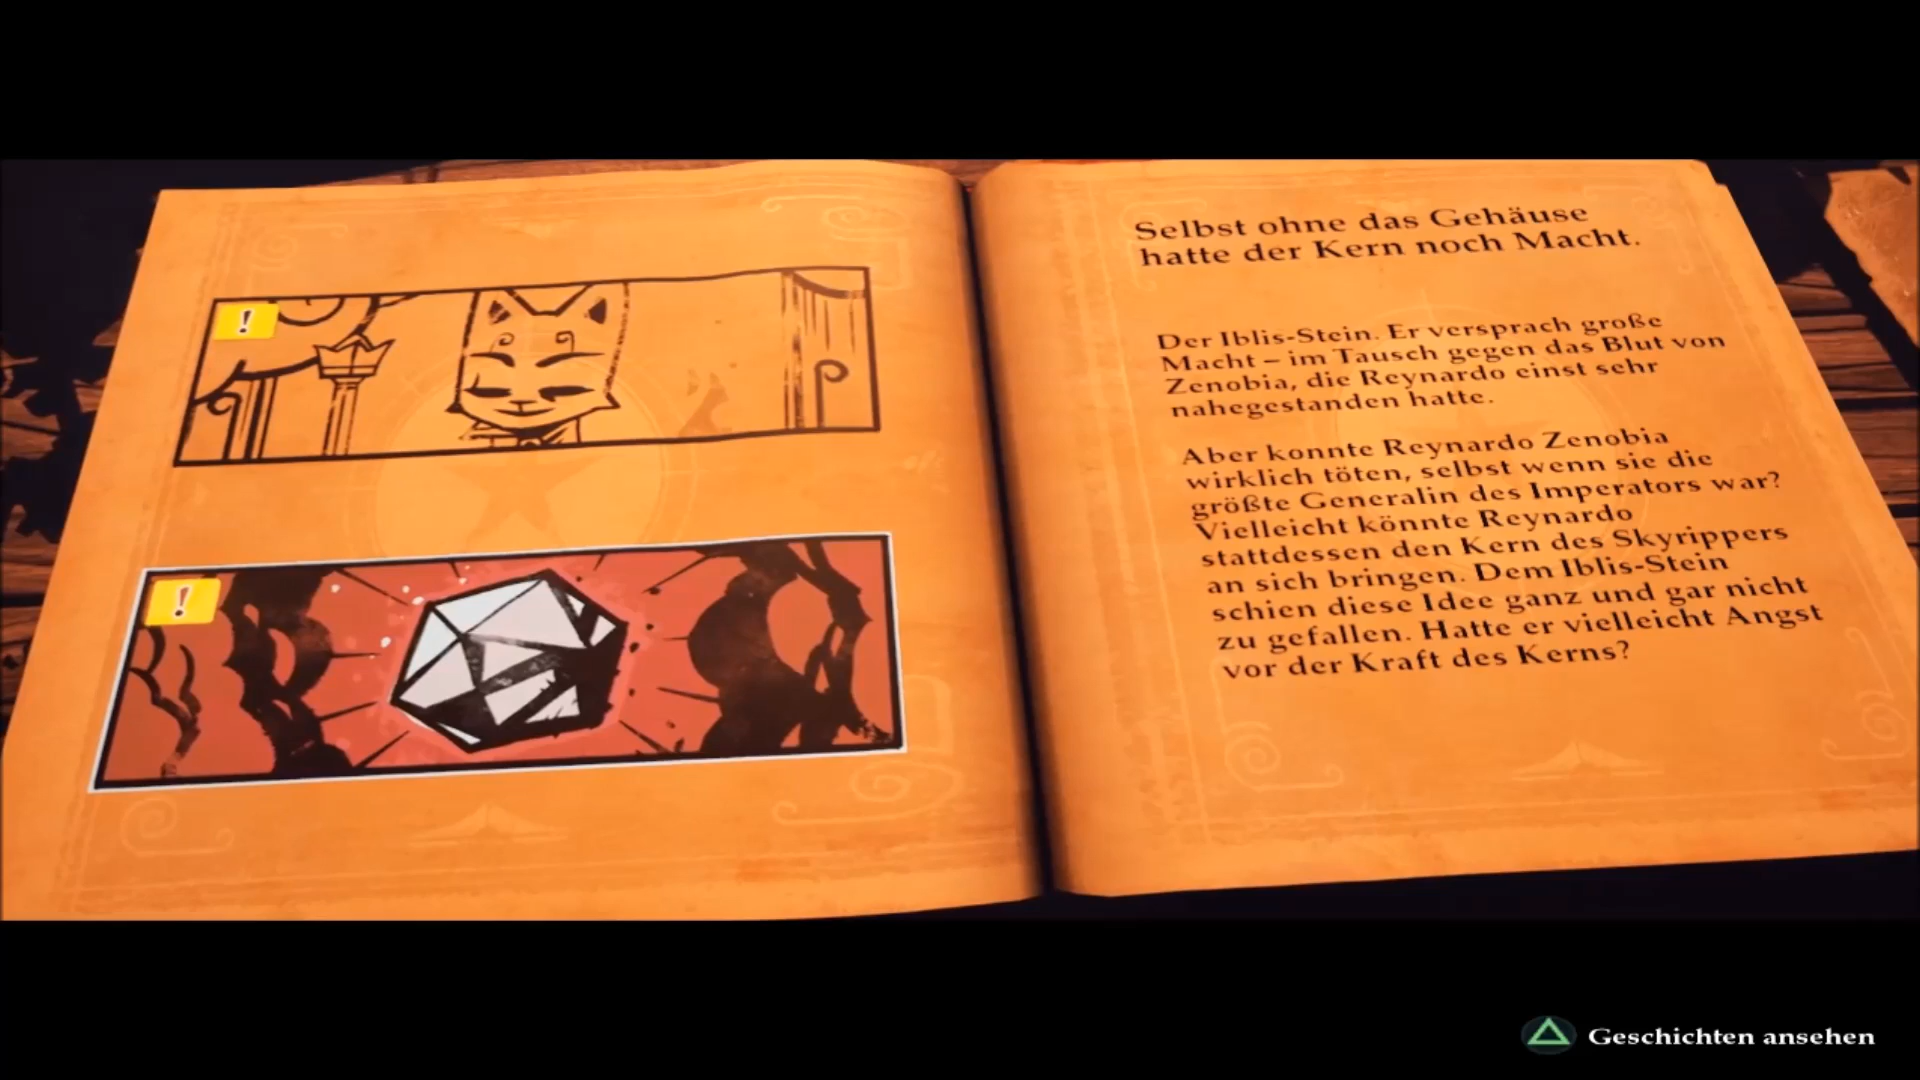 !
!
Selbst ohne das Gehäuse
hatte der Kern noch Macht.
Der Iblis-Stein. Er versprach große
Macht – im Tausch gegen das Blut von
Zenobia, die Reynardo einst sehr
nahegestanden hatte.
Aber konnte Reynardo Zenobia
wirklich töten, selbst wenn sie die
größte Generalin des Imperators war?
Vielleicht könnte Reynardo
stattdessen den Kern des Skyrippers
an sich bringen. Dem Iblis-Stein
schien diese Idee ganz und gar nicht
zu gefallen. Hatte er vielleicht Angst
vor der Kraft des Kerns?
Geschichten ansehen